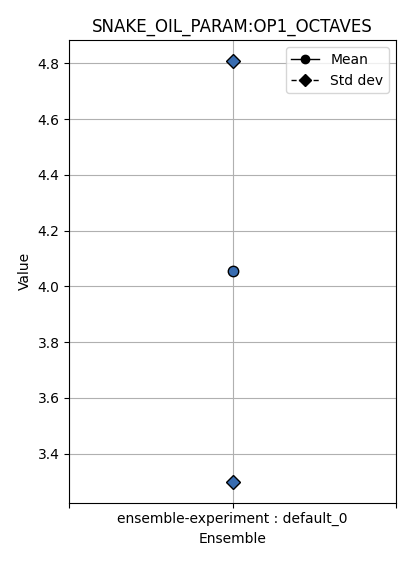 SNAKE_OIL_PARAM:OP1_OCTAVES
Mean
Std dev
4.8
4.6
4.4
4.2
4.0
3.8
3.6
3.4
Value
ensemble-experiment : default_0
Ensemble